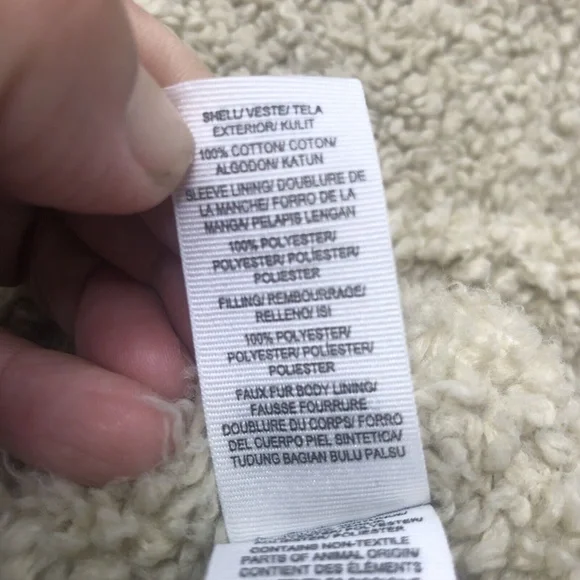 SHELL/ VESTE/ TELA
EXTERIOR/ KULIT
100% COTTON/ COTON/
ALGODON/ KATUN
SLEEVE LINING/ DOUBLURE DE
LA MANCHE/ FORRO DE LA
MANGA/ PELAPIS LENGAN
100% POLYESTER/
POLYESTER/ POLIESTER/
POLIESTER
FILLING/ REMBOURRAGE/
RELLENO/ ISI
100% POLYESTER/
POLYESTER/ POLIESTER/
POLIESTER
FAUX FUR BODY LINING/
FAUSSE FOURRURE
DOUBLURE DU CORPS/ FORRO
DEL CUERPO PIEL SINTETICA/
TUDUNG BAGIAN BULU PALSU
POLIESTER
CONTAINS NON-TEXTILE
PARTS OF ANIMAL ORIGIN/
CONTIENT DES ÉLÉMENTS